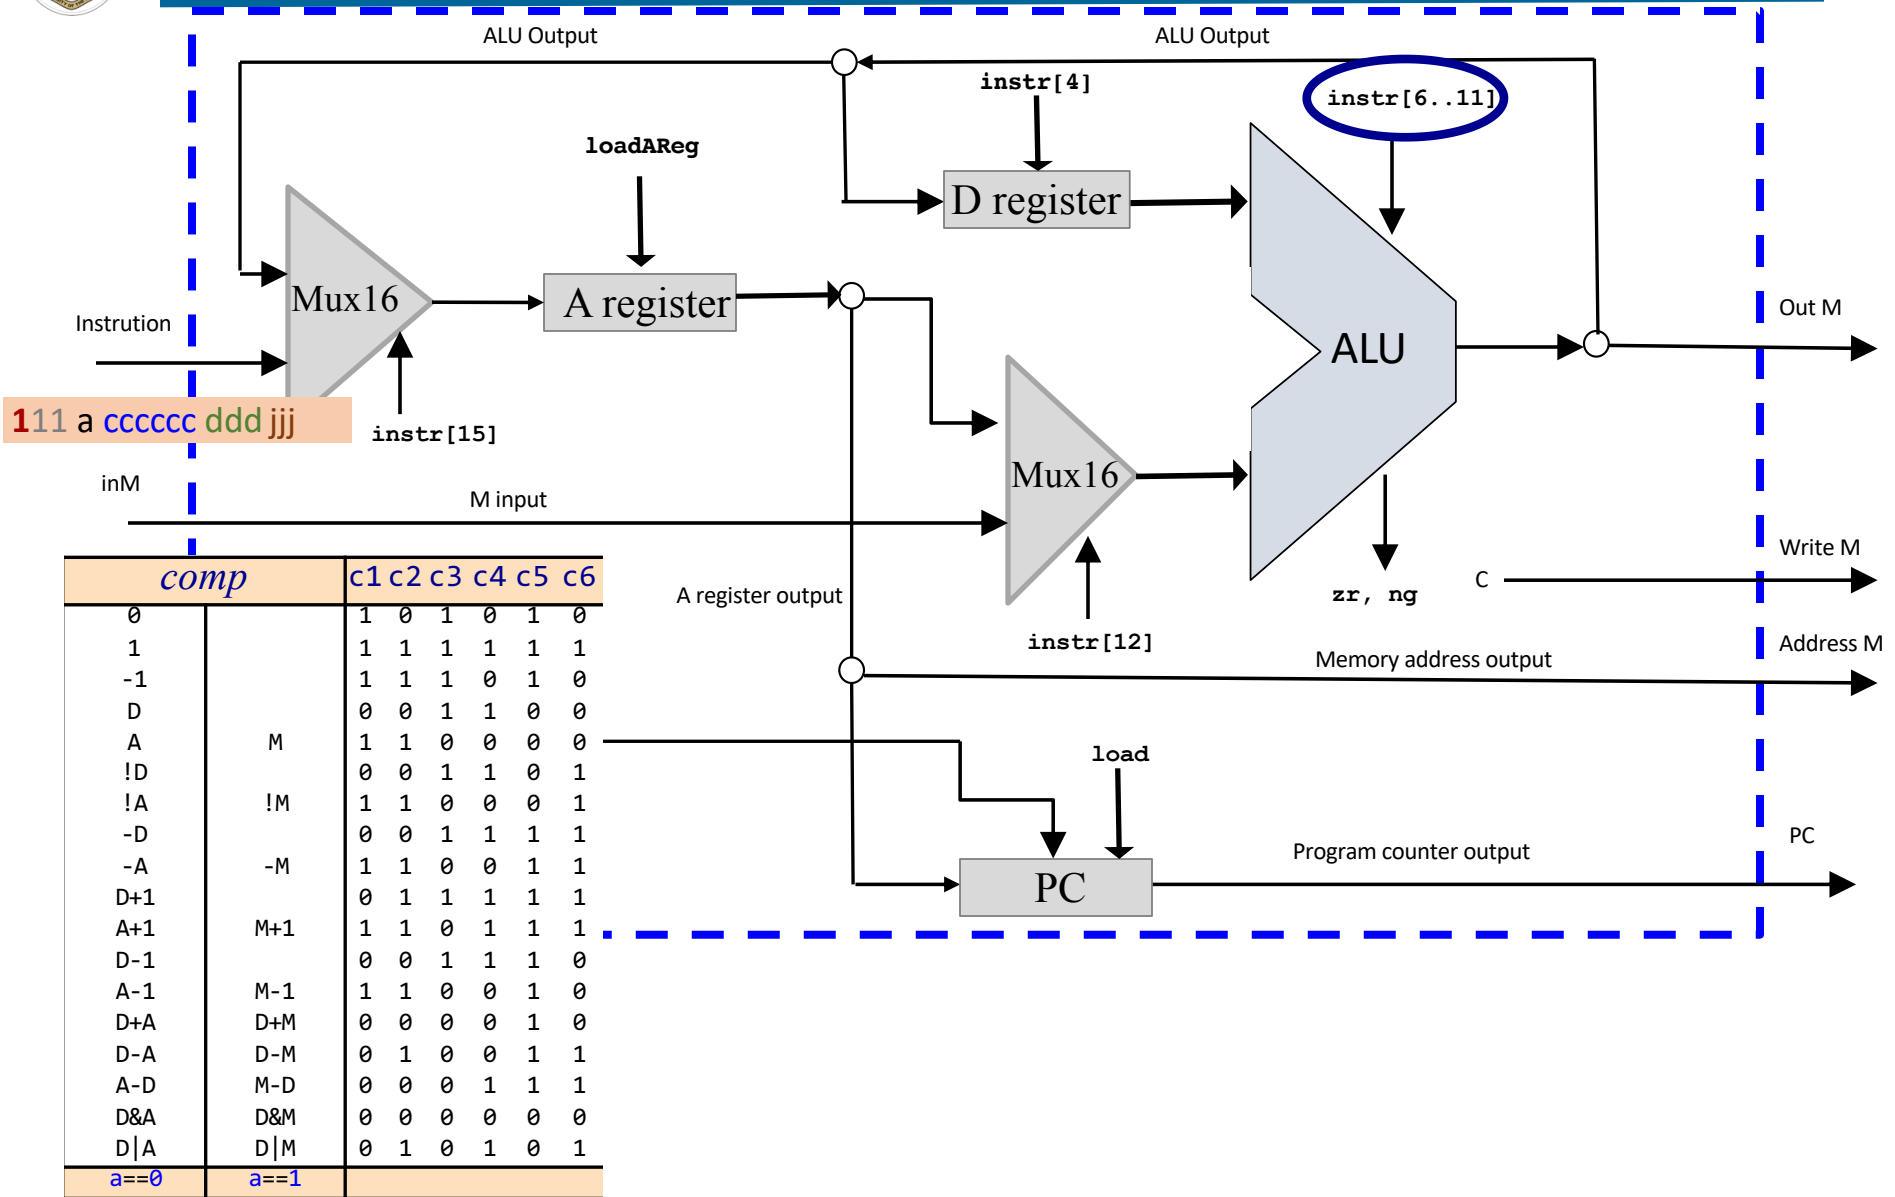 ALU Output
ALU Output
instr[4]
instr[6..11]
loadAReg
D register
Mux16
A register
Instrution
Out M
ALU
111 a cccccc ddd jjj
instr[15]
inM
M input
Mux16
Write M
C
zr, ng
A register output
instr[12]
Memory address output
Address M
load
Program counter output
PC
PC
comp c1 c2 c3 c4 c5 c6
0 1 0 1 0 1 0
1 1 1 1 1 1 1
-1 1 1 1 0 1 0
D 0 0 1 1 0 0
A M 1 1 0 0 0 0
!D 0 0 1 1 0 1
!A !M 1 1 0 0 0 1
-D 0 0 1 1 1 1
-A -M 1 1 0 0 1 1
D+1 0 1 1 1 1 1
A+1 M+1 1 1 0 1 1 1
D-1 0 0 1 1 1 0
A-1 M-1 1 1 0 0 1 0
D+A D+M 0 0 0 0 1 0
D-A D-M 0 1 0 0 1 1
A-D M-D 0 0 0 1 1 1
D&A D&M 0 0 0 0 0 0
D|A D|M 0 1 0 1 0 1
a==0 a==1